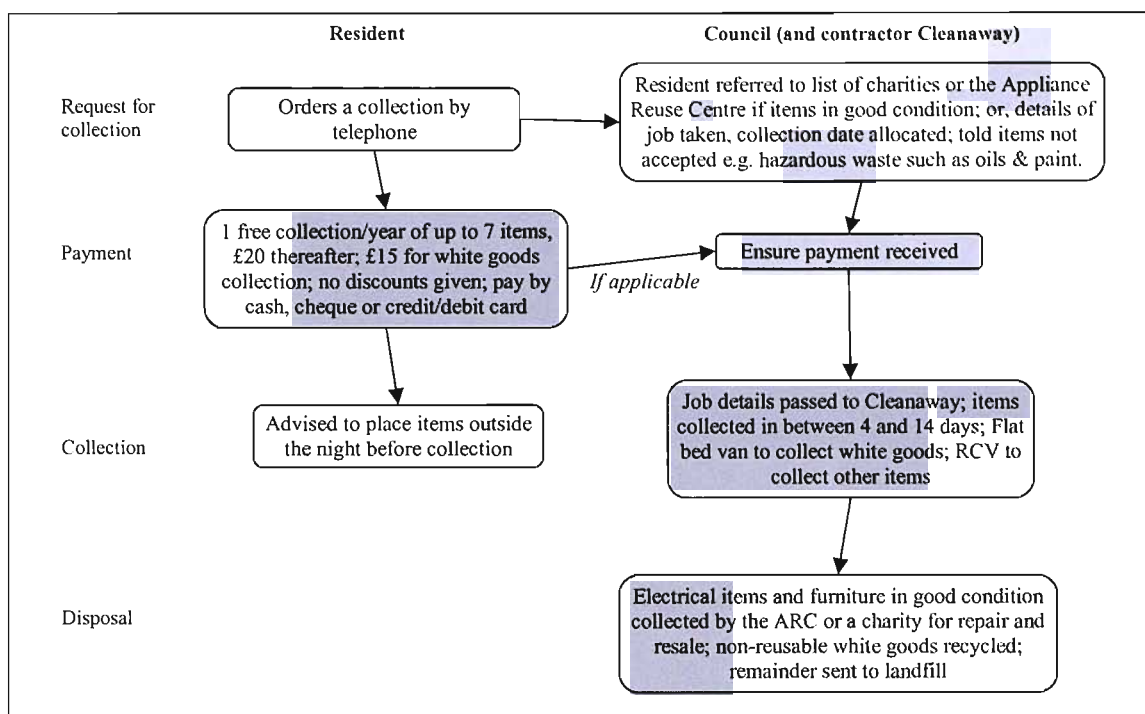 Resident
Council (and contractor Cleanaway)
Request for
collection
Orders a collection by
telephone
Resident referred to list of charities or the Appliance
Reuse Centre if items in good condition; or, details of
job taken, collection date allocated; told items not
accepted e.g. hazardous waste such as oils & paint.
Payment
1 free collection/year of up to 7 items,
£20 thereafter; £15 for white goods
collection; no discounts given; pay by
cash, cheque or credit/debit card
If applicable
Ensure payment received
Collection
Advised to place items outside
the night before collection
Job details passed to Cleanaway; items
collected in between 4 and 14 days; Flat
bed van to collect white goods; RCV to
collect other items
Disposal
Electrical items and furniture in good condition
collected by the ARC or a charity for repair and
resale; non-reusable white goods recycled;
remainder sent to landfill